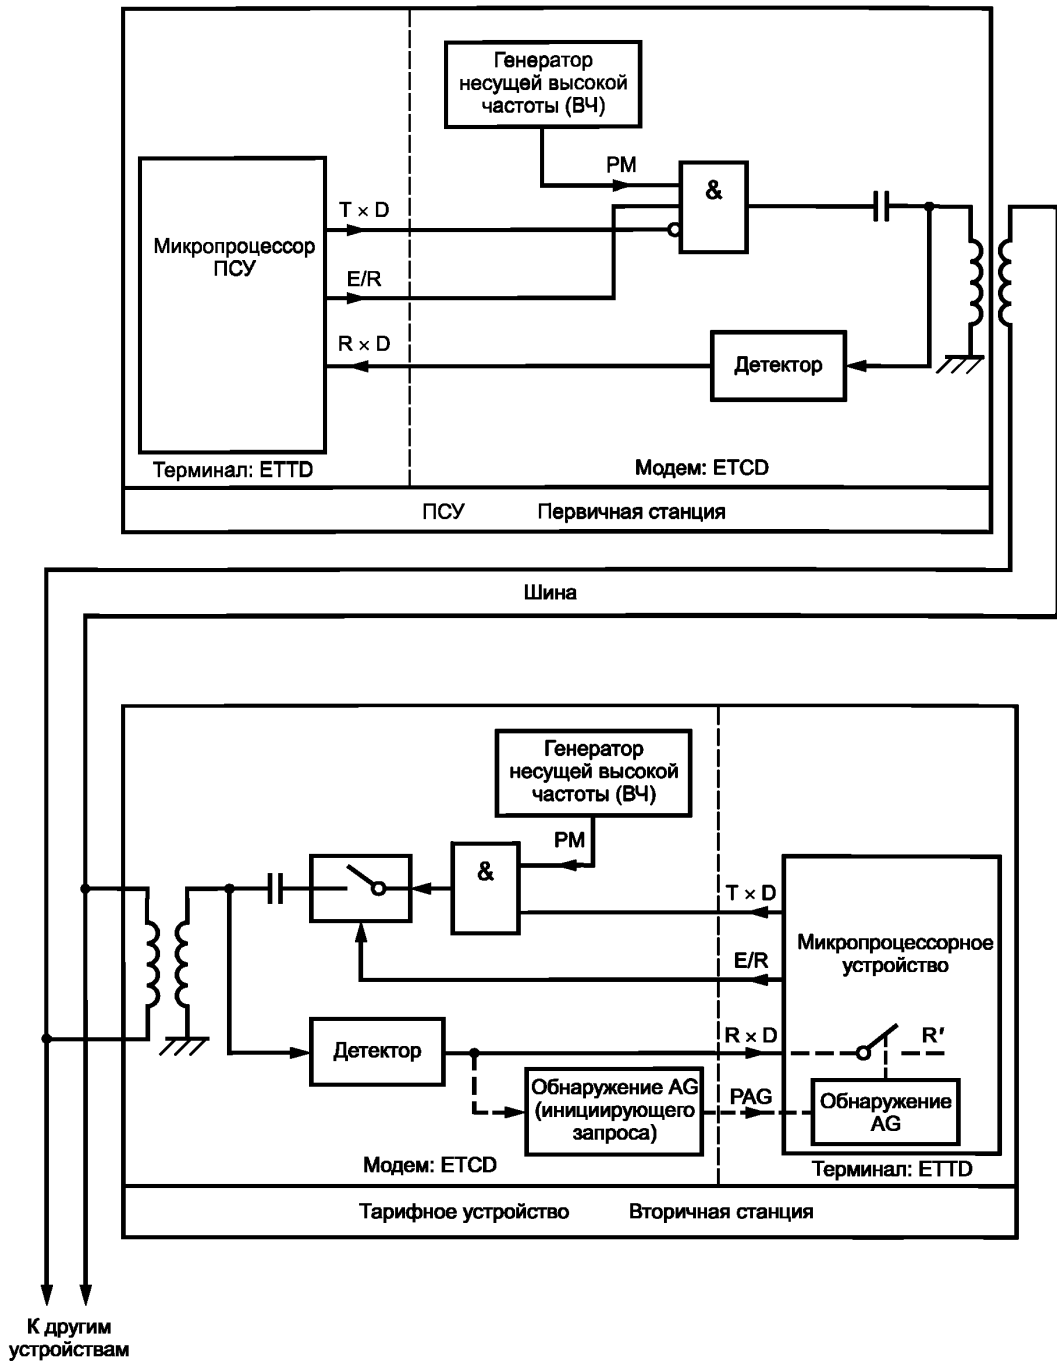 Генератор
несущей высокой
частоты (ВЧ)
PM
&
T × D
Микропроцессор
ПСУ
E/R
R × D
Детектор
Терминал: ETTD
Модем: ETCD
ПСУ
Первичная станция
Шина
Генератор
несущей высокой
частоты (ВЧ)
PM
&
T × D
Микропроцессорное
устройство
E/R
R × D
R'
Детектор
Обнаружение AG
(инициирующего
запроса)
PAG
Обнаружение
AG
Модем: ETCD
Терминал: ETTD
Тарифное устройство
Вторичная станция
К другим
устройствам